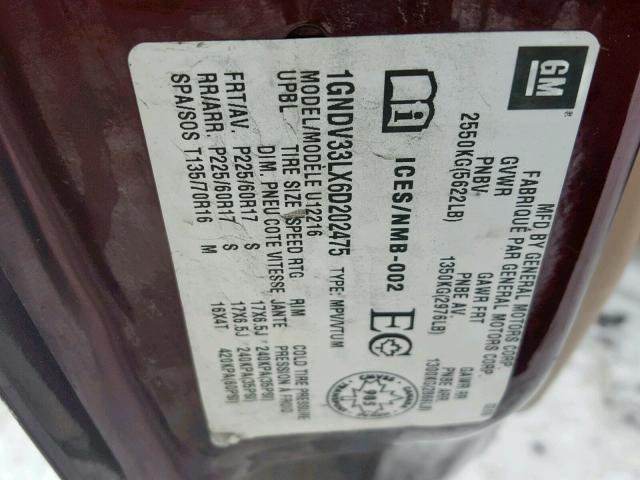 GM
MFD BY GENERAL MOTORS CORP
FABRIQUÉ PAR GENERAL MOTORS CORP.
GVWR GAWR FRT GAWR RR
PNBV PNBE AV. PNBE ARR
2550KG(5622LB) 1350KG(2976LB)
ICES/NMB-002 EC
1GNDV33LX6D202475 TYPE: MPV/VTUM
MODEL/MODÈLE U12216
UPBL TIRE SIZE SPEED RTG RIM COLD TIRE PRESSURE
DIM. PNEU COTE VITESSE JANTE PRESSION À FROID
FRT/AV. P225/60R17 S 17X6.5J 240KPA(35PSI)
RR/ARR. P225/60R17 S 17X6.5J 240KPA(35PSI)
SPA/SOS T135/70R16 M 16X4T 420KPA(60PSI)